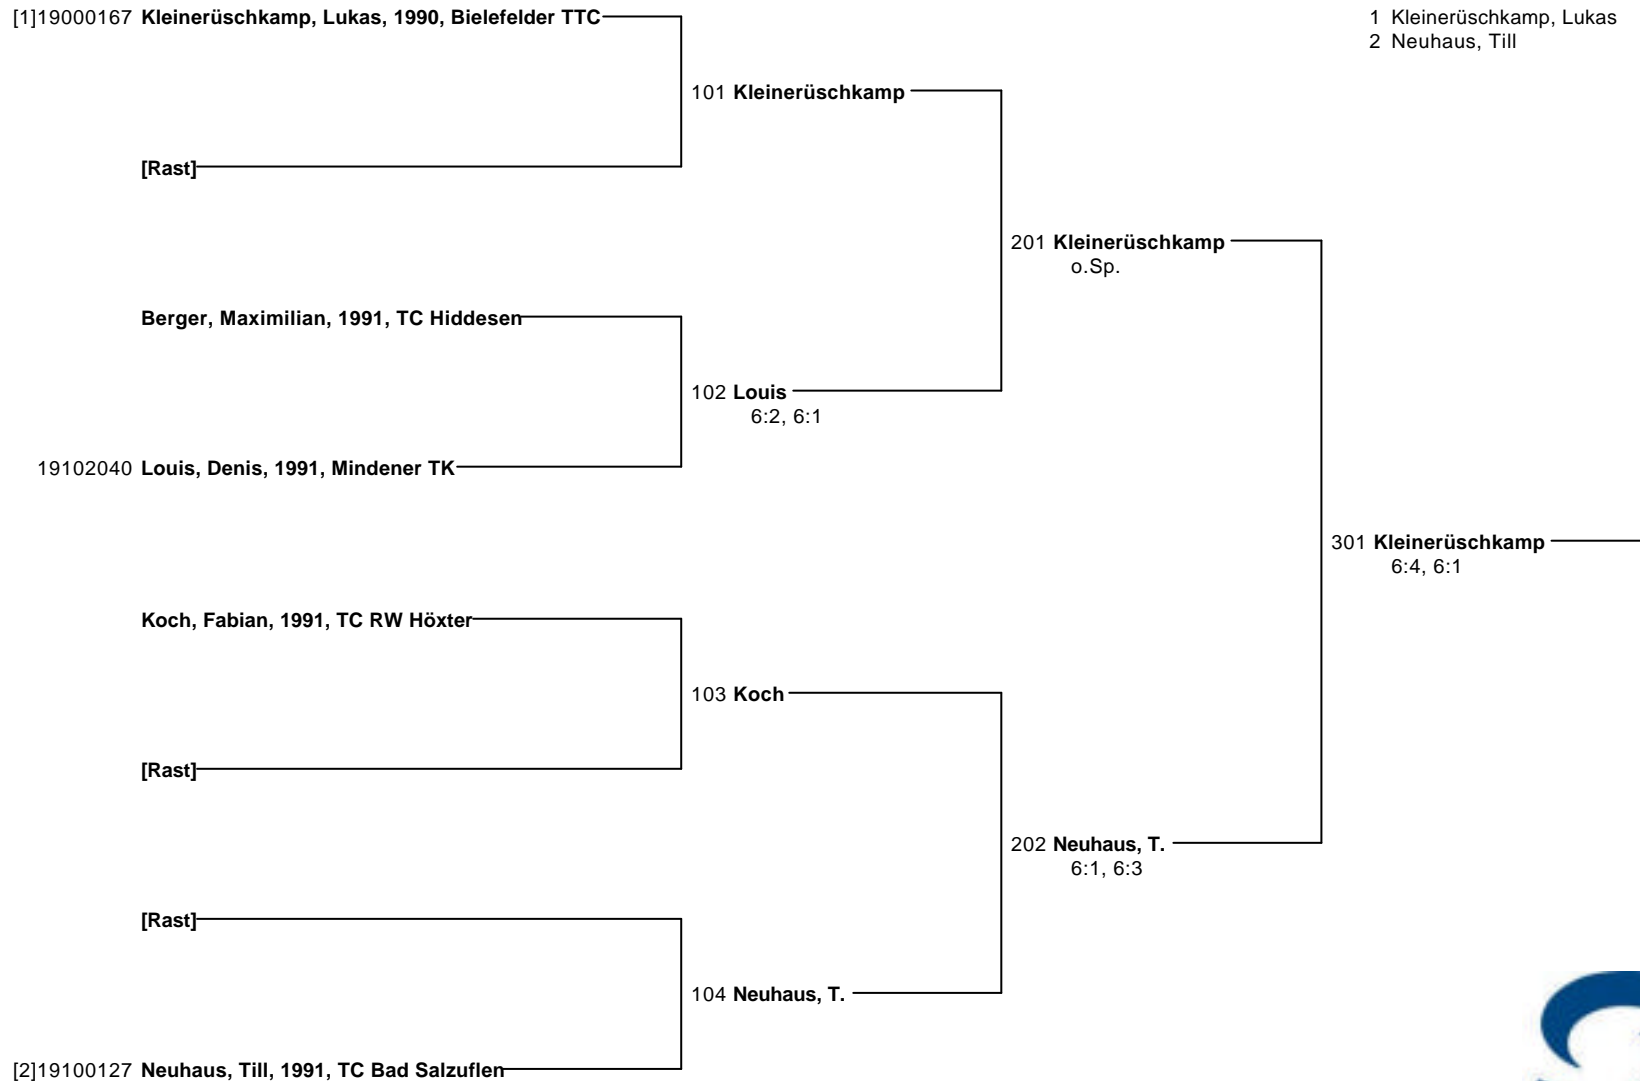 [1]19000167 Kleinerüschkamp, Lukas, 1990, Bielefelder TTC
1 Kleinerüschkamp, Lukas
2 Neuhaus, Till
101 Kleinerüschkamp
[Rast]
201 Kleinerüschkamp
o.Sp.
Berger, Maximilian, 1991, TC Hiddesen
102 Louis
6:2, 6:1
19102040 Louis, Denis, 1991, Mindener TK
301 Kleinerüschkamp
6:4, 6:1
Koch, Fabian, 1991, TC RW Höxter
103 Koch
[Rast]
202 Neuhaus, T.
6:1, 6:3
[Rast]
104 Neuhaus, T.
[2]19100127 Neuhaus, Till, 1991, TC Bad Salzuflen